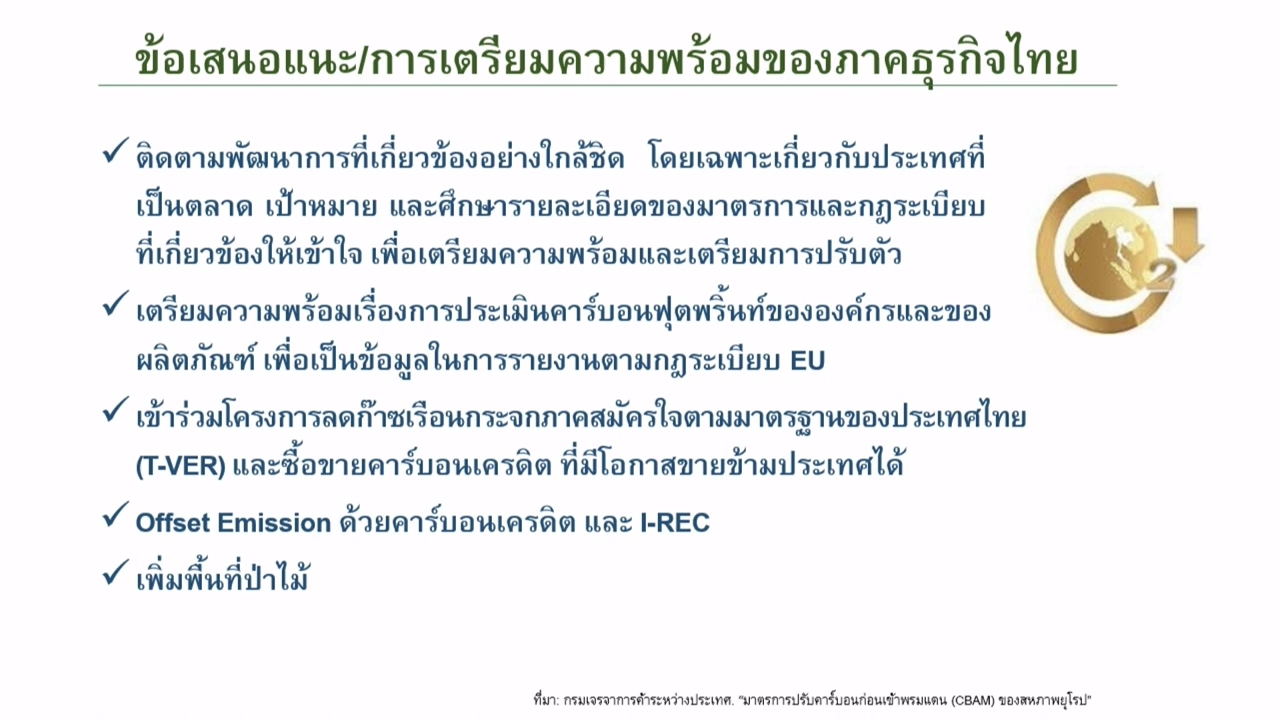 ข้อเสนอแนะ/การเตรียมความพร้อมของภาคธุรกิจไทย
✓ ติดตามพัฒนาการที่เกี่ยวข้องอย่างใกล้ชิด โดยเฉพาะเกี่ยวกับประเทศที่
เป็นตลาด เป้าหมาย และศึกษารายละเอียดของมาตรการและกฎระเบียบ
ที่เกี่ยวข้องให้เข้าใจ เพื่อเตรียมความพร้อมและเตรียมการปรับตัว
✓ เตรียมความพร้อมเรื่องการประเมินคาร์บอนฟุตพริ้นท์ขององค์กรและของ
ผลิตภัณฑ์ เพื่อเป็นข้อมูลในการรายงานตามกฎระเบียบ EU
✓ เข้าร่วมโครงการลดก๊าซเรือนกระจกภาคสมัครใจตามมาตรฐานของประเทศไทย
(T-VER) และซื้อขายคาร์บอนเครดิต ที่มีโอกาสขายข้ามประเทศได้
✓ Offset Emission ด้วยคาร์บอนเครดิต และ I-REC
✓ เพิ่มพื้นที่ป่าไม้
CO2
ที่มา: กรมเจรจาการค้าระหว่างประเทศ. "มาตรการปรับคาร์บอนก่อนเข้าพรมแดน (CBAM) ของสหภาพยุโรป"